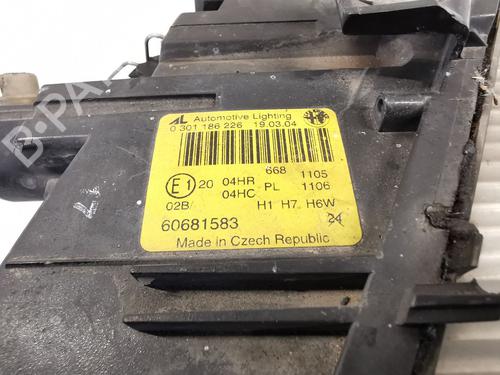 AL Automotive Lighting
0 301 186 226 19.03.04
668 1105
E1 20 04HR PL 1106
02B/ 04HC H1 H7 H6W
60681583 24
Made in Czech Republic
B-PARTS